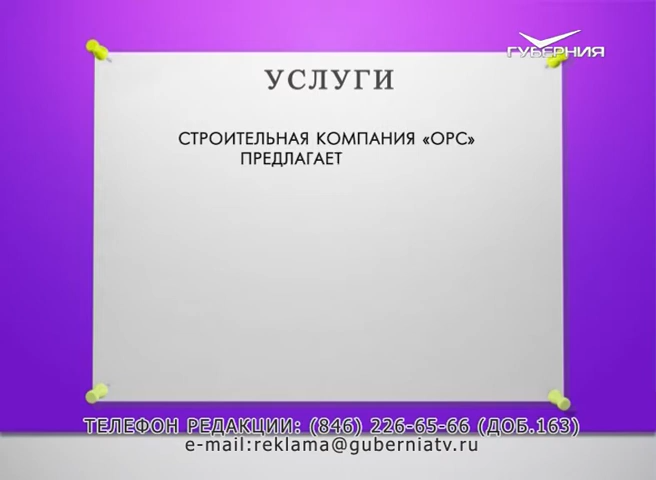 ГУБЕРНИЯ
УСЛУГИ
СТРОИТЕЛЬНАЯ КОМПАНИЯ «ОРС»
ПРЕДЛАГАЕТ
ТЕЛЕФОН РЕДАКЦИИ: (846) 226-65-66 (ДОБ.163)
e-mail:reklama@guberniatv.ru